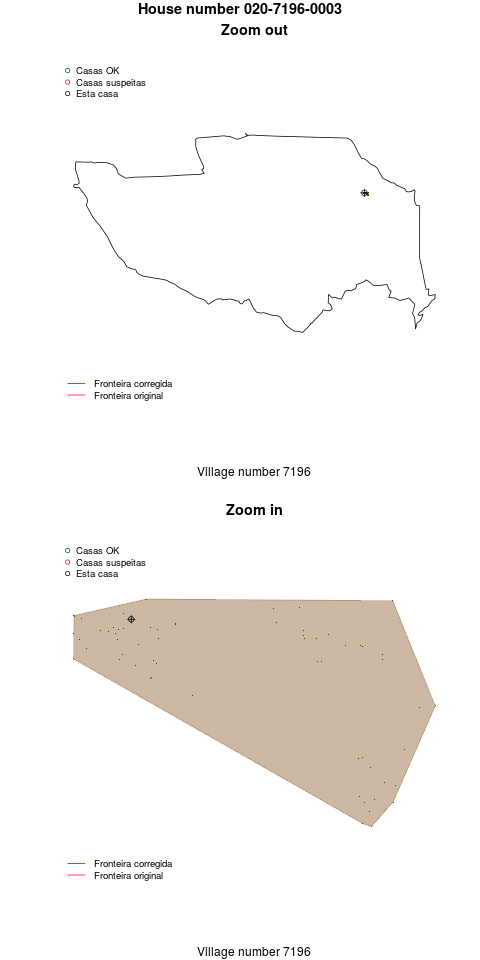 House number 020-7196-0003
Zoom out
Casas OK
Casas suspeitas
Esta casa
Fronteira corregida
Fronteira original
Village number 7196
Zoom in
Casas OK
Casas suspeitas
Esta casa
Fronteira corregida
Fronteira original
Village number 7196